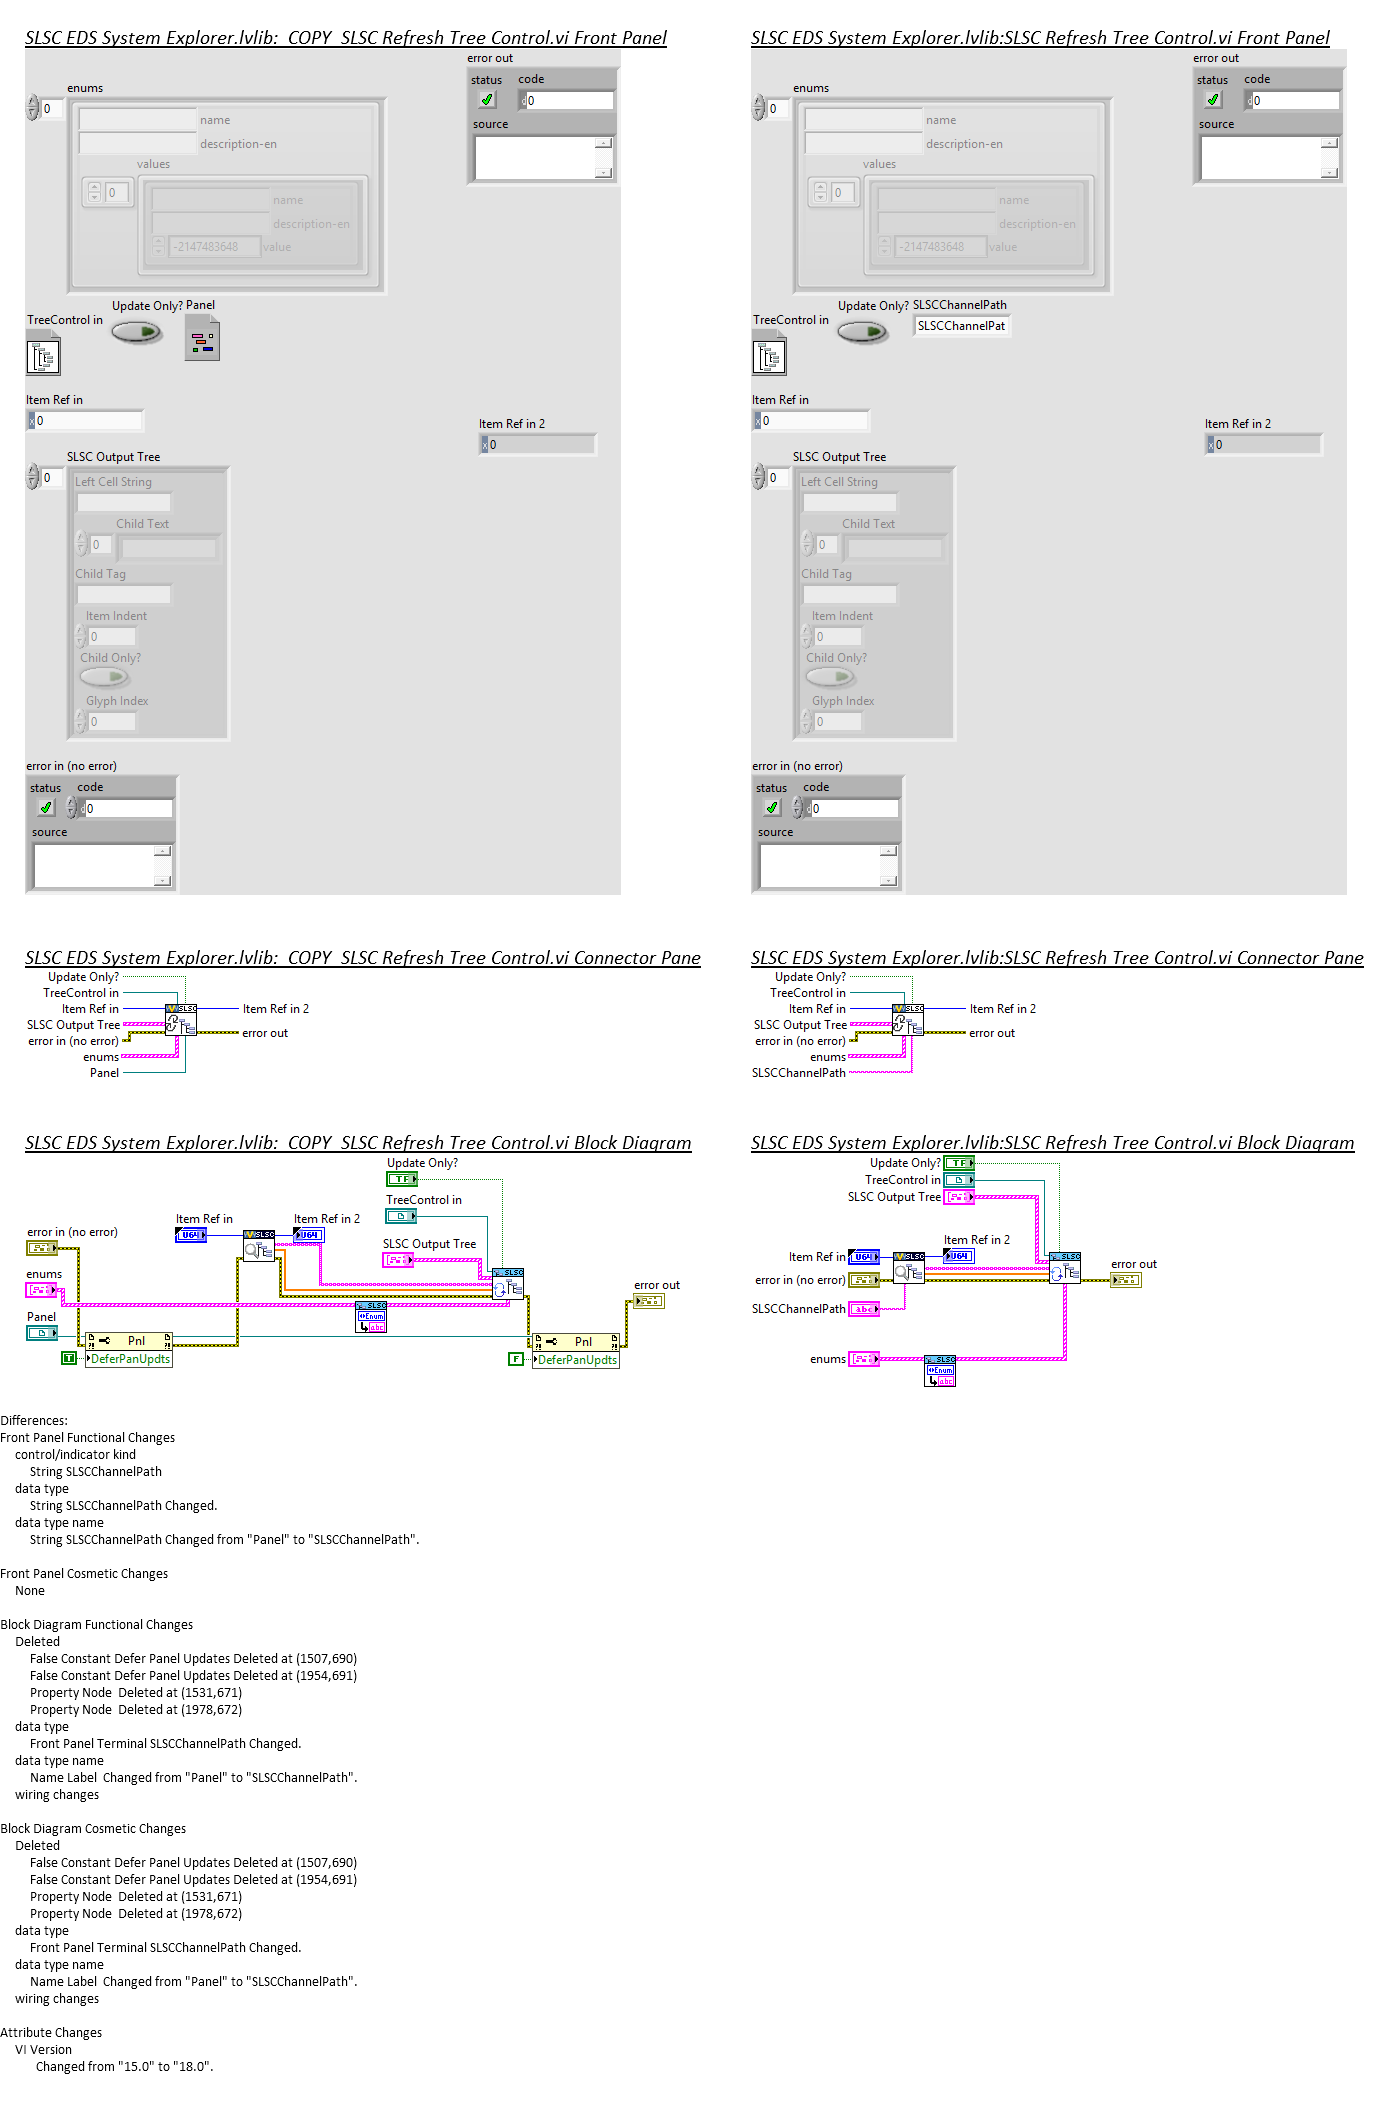 SLSC EDS System Explorer.lvlib:_COPY_SLSC Refresh Tree Control.vi Front Panel
error out
status code
0
source
enums
0
name
description-en
values
0
name
description-en
-2147483648 value
Update Only? Panel
TreeControl in
Item Ref in
x 0
Item Ref in 2
x 0
SLSC Output Tree
0
Left Cell String
Child Text
0
Child Tag
Item Indent
0
Child Only?
Glyph Index
0
error in (no error)
status code
d 0
source
SLSC EDS System Explorer.lvlib:SLSC Refresh Tree Control.vi Front Panel
error out
status code
d 0
source
enums
0
name
description-en
values
0
name
description-en
-2147483648 value
Update Only? SLSCChannelPath
TreeControl in
SLSCChannelPat
Item Ref in
x 0
Item Ref in 2
x 0
SLSC Output Tree
0
Left Cell String
Child Text
0
Child Tag
Item Indent
0
Child Only?
Glyph Index
0
error in (no error)
status code
d 0
source
SLSC EDS System Explorer.lvlib:_COPY_SLSC Refresh Tree Control.vi Connector Pane
Update Only?
TreeControl in
Item Ref in
SLSC Output Tree
error in (no error)
enums
Panel
SLSC
Item Ref in 2
error out
SLSC EDS System Explorer.lvlib:SLSC Refresh Tree Control.vi Connector Pane
Update Only?
TreeControl in
Item Ref in
SLSC Output Tree
error in (no error)
enums
SLSCChannelPath
SLSC
Item Ref in 2
error out
SLSC EDS System Explorer.lvlib:_COPY_SLSC Refresh Tree Control.vi Block Diagram
Update Only?
TF
TreeControl in
Item Ref in
U64
SLSC
Item Ref in 2
U64
error in (no error)
SLSC Output Tree
SLSC
enums
SLSC
Enum
abc
error out
Panel
Pnl
T
DeferPanUpdts
Pnl
F
DeferPanUpdts
SLSC EDS System Explorer.lvlib:SLSC Refresh Tree Control.vi Block Diagram
Update Only? TF
TreeControl in
SLSC Output Tree
Item Ref in 2
Item Ref in U64
SLSC
U64
SLSC
error in (no error)
error out
SLSCChannelPath abc
enums
SLSC
Enum
abc
Differences:
Front Panel Functional Changes
control/indicator kind
String SLSCChannelPath
data type
String SLSCChannelPath Changed.
data type name
String SLSCChannelPath Changed from "Panel" to "SLSCChannelPath".
Front Panel Cosmetic Changes
None
Block Diagram Functional Changes
Deleted
False Constant Defer Panel Updates Deleted at (1507,690)
False Constant Defer Panel Updates Deleted at (1954,691)
Property Node  Deleted at (1531,671)
Property Node  Deleted at (1978,672)
data type
Front Panel Terminal SLSCChannelPath Changed.
data type name
Name Label  Changed from "Panel" to "SLSCChannelPath".
wiring changes
Block Diagram Cosmetic Changes
Deleted
False Constant Defer Panel Updates Deleted at (1507,690)
False Constant Defer Panel Updates Deleted at (1954,691)
Property Node  Deleted at (1531,671)
Property Node  Deleted at (1978,672)
data type
Front Panel Terminal SLSCChannelPath Changed.
data type name
Name Label  Changed from "Panel" to "SLSCChannelPath".
wiring changes
Attribute Changes
VI Version
Changed from "15.0" to "18.0".